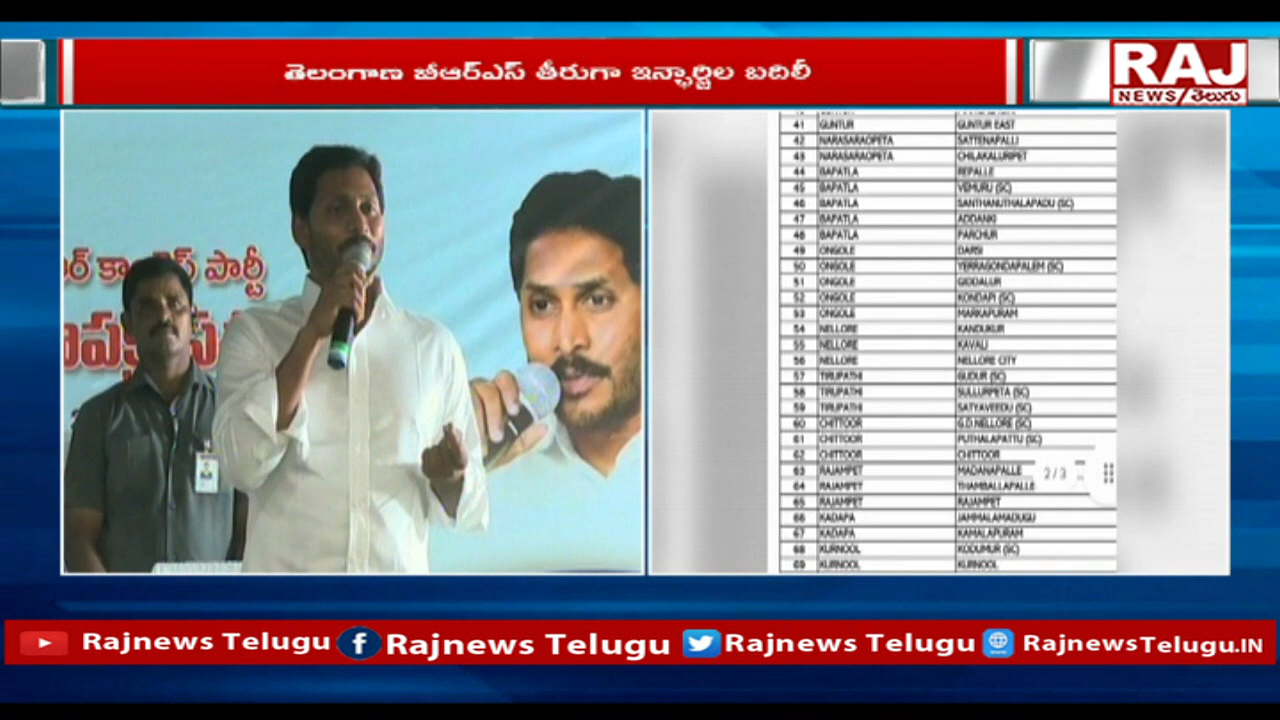 తెలంగాణ బీఆర్ఎస్ తీరుగా ఇన్ఛార్జిల బదిలీ
RAJ
NEWS తెలుగు
పార్టీ
41 GUNTUR GUNTUR EAST
42 NARASARAOPETA SATTENAPALLI
43 NARASARAOPETA CHILAKALURIPET
44 BAPATLA REPALLE
45 BAPATLA VEMURU (SC)
46 BAPATLA SANTHANUTHALAPADU (SC)
47 BAPATLA ADDANKI
48 BAPATLA PARCHUR
49 ONGOLE DARSI
50 ONGOLE YERRAGONDAPALEM (SC)
51 ONGOLE GIDDALUR
52 ONGOLE KONDAPI (SC)
53 ONGOLE MARKAPURAM
54 NELLORE KANDUKUR
55 NELLORE KAVALI
56 NELLORE NELLORE CITY
57 TIRUPATHI GUDUR (SC)
58 TIRUPATHI SULLURPETA (SC)
59 TIRUPATHI SATYAVEEDU (SC)
60 CHITTOOR G.D.NELLORE (SC)
61 CHITTOOR PUTHALAPATTU (SC)
62 CHITTOOR CHITTOOR
63 RAJAMPET MADANAPALLE
2/3
64 RAJAMPET THAMBALLAPALLE
65 RAJAMPET RAJAMPET
66 KADAPA JAMMALAMADUGU
67 KADAPA KAMALAPURAM
68 KURNOOL KODUMUR (SC)
69 KURNOOL KURNOOL
Rajnews Telugu Rajnews Telugu Rajnews Telugu RajnewsTelugu.IN